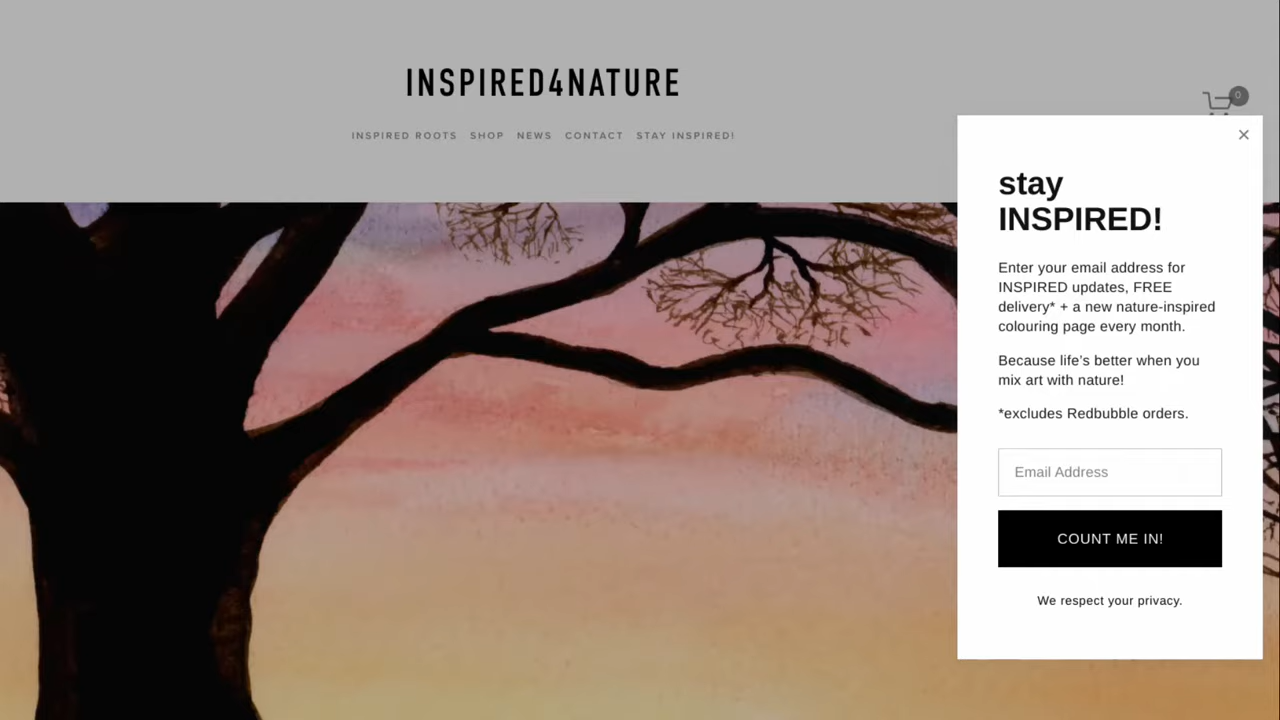 INSPIRED4NATURE
0
INSPIRED ROOTS SHOP NEWS CONTACT STAY INSPIRED!
×
stay
INSPIRED!
Enter your email address for
INSPIRED updates, FREE
delivery* + a new nature-inspired
colouring page every month.
Because life’s better when you
mix art with nature!
*excludes Redbubble orders.
Email Address
COUNT ME IN!
We respect your privacy.